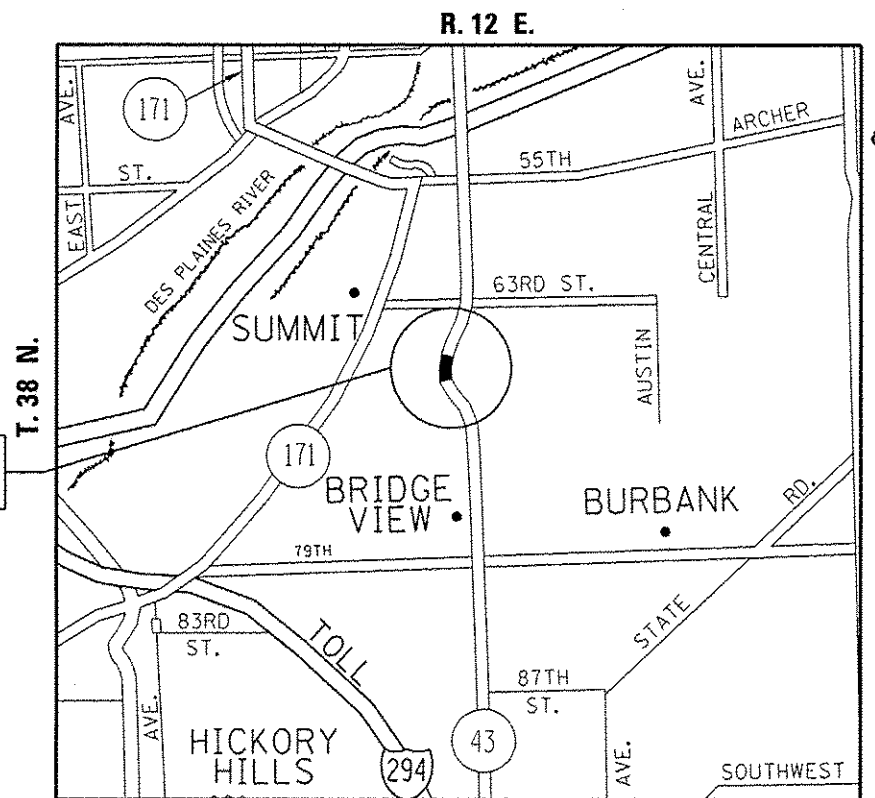 R. 12 E.
T. 38 N.
171
AVE.
ST.
EAST
DES PLAINES RIVER
AVE.
ARCHER
55TH
CENTRAL
63RD ST.
SUMMIT
AUSTIN
171
BRIDGE
VIEW
BURBANK
RD.
79TH
STATE
83RD
ST.
TOLL
87TH
ST.
AVE.
HICKORY
HILLS
294
43
AVE.
SOUTHWEST